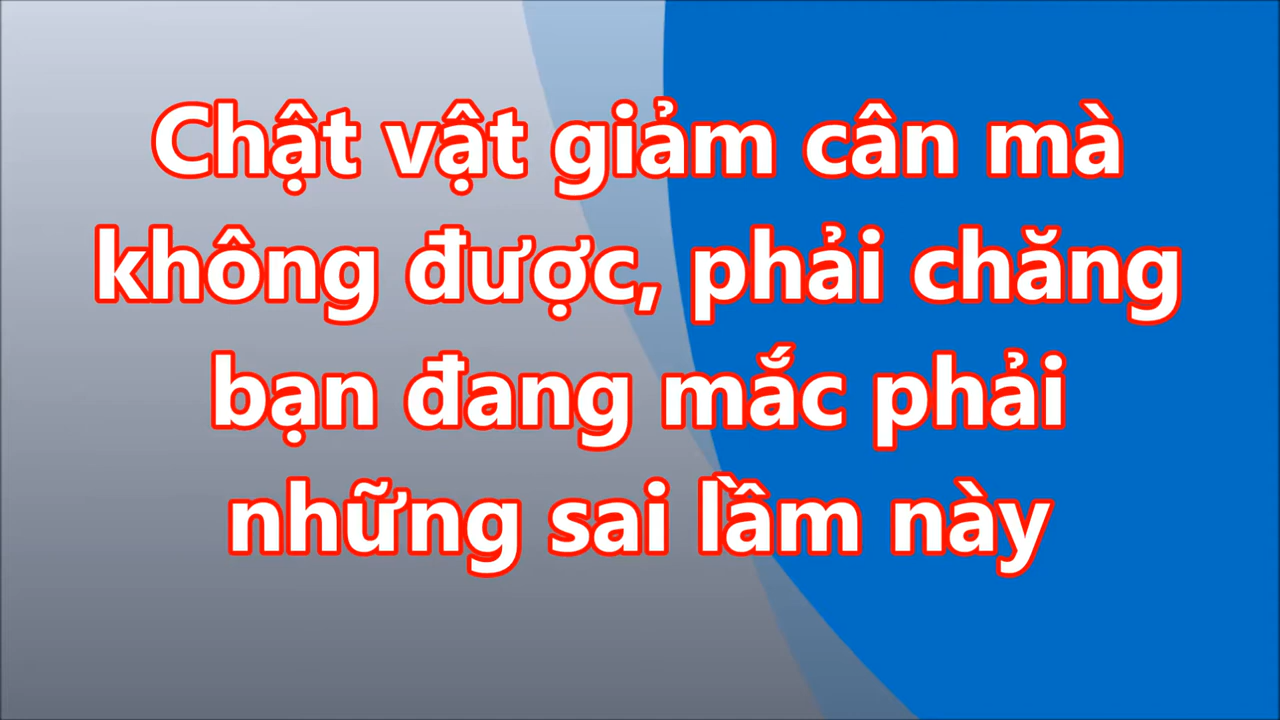 Chật vật giảm cân mà
không được, phải chăng
bạn đang mắc phải
những sai lầm này